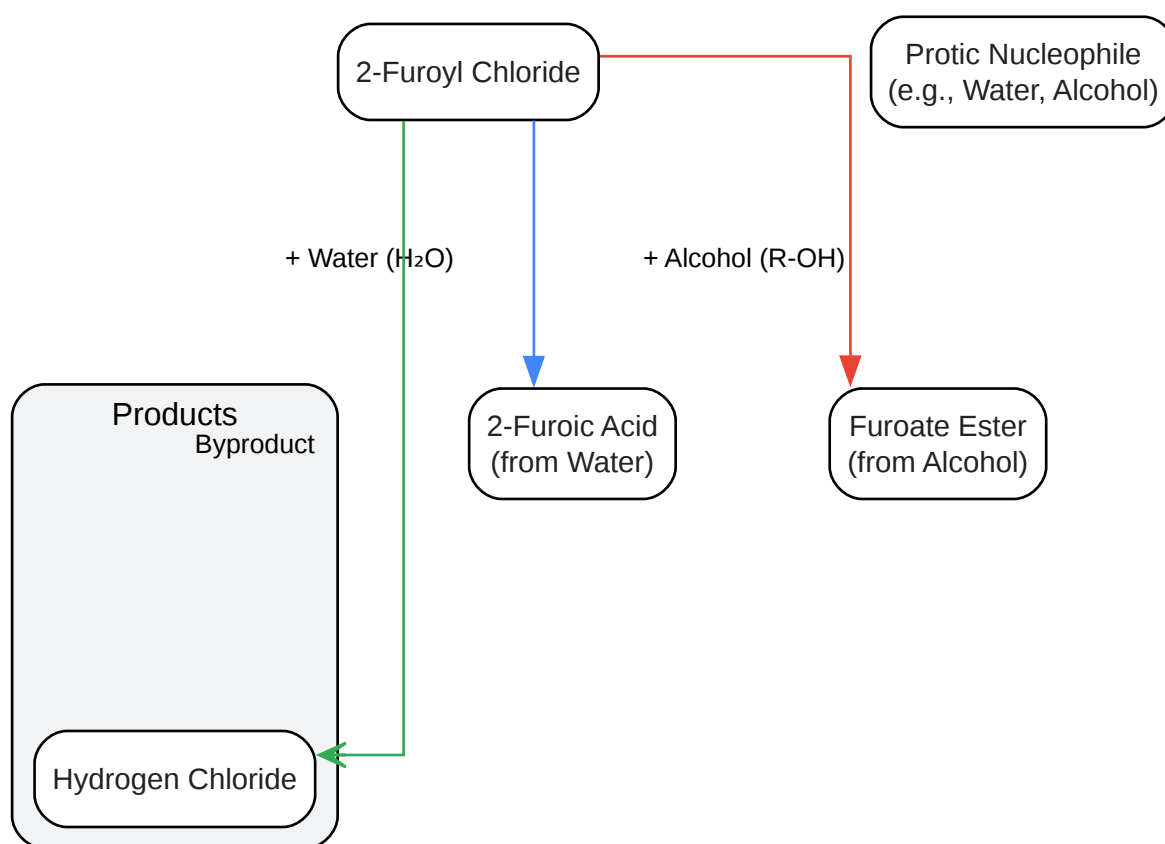 2-Furoyl Chloride
Protic Nucleophile
(e.g., Water, Alcohol)
+ Water (H₂O)
+ Alcohol (R-OH)
Products
Byproduct
2-Furoic Acid
(from Water)
Furoate Ester
(from Alcohol)
Hydrogen Chloride